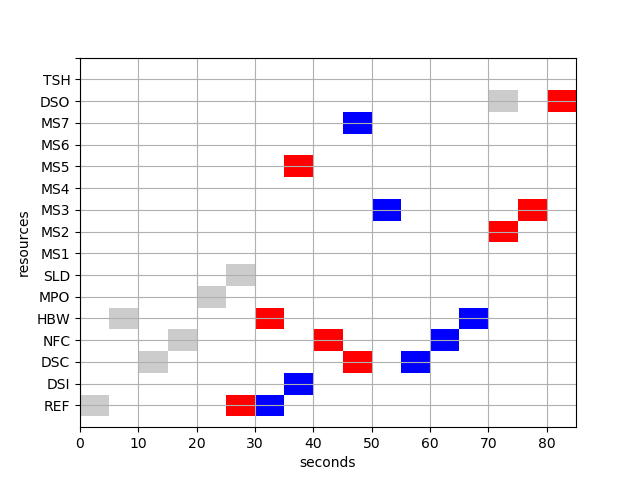 TSH
DSO
MS7
MS6
MS5
MS4
MS3
MS2
MS1
SLD
MPO
HBW
NFC
DSC
DSI
REF
resources
0 10 20 30 40 50 60 70 80
seconds